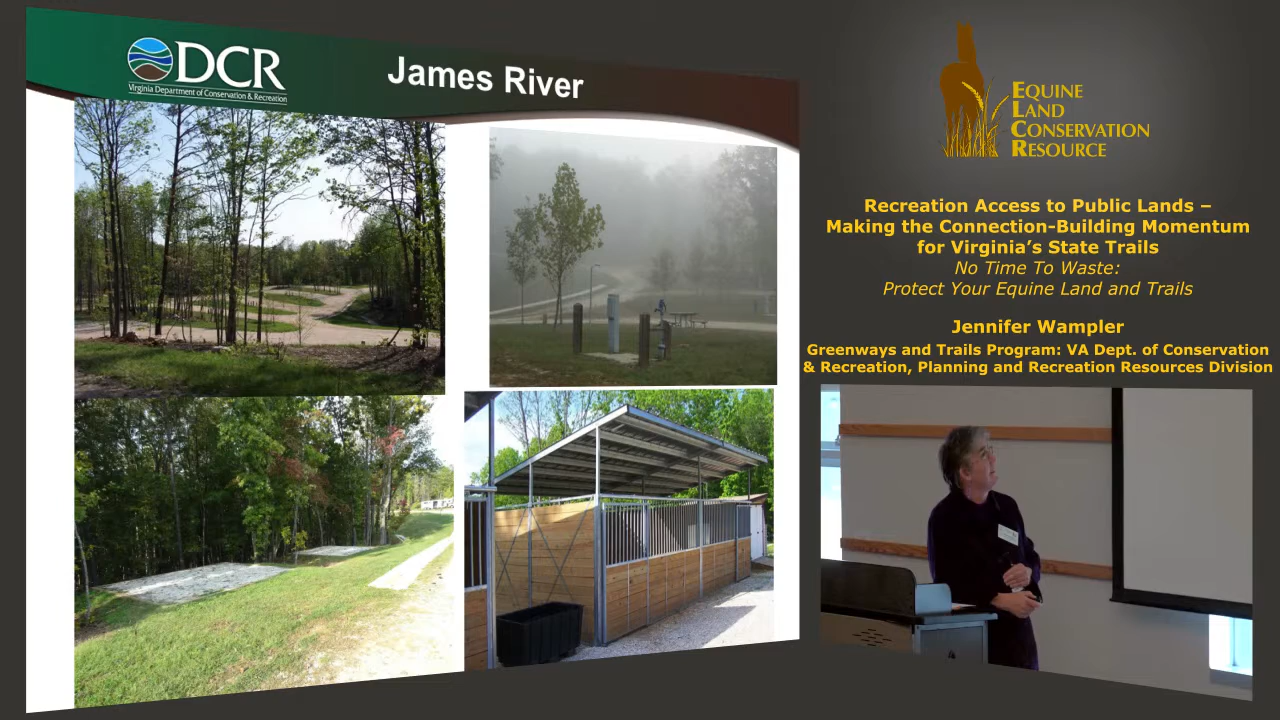 DCR
Virginia Department of Conservation & Recreation
James River
EQUINE
LAND
CONSERVATION
RESOURCE
Recreation Access to Public Lands –
Making the Connection-Building Momentum
for Virginia's State Trails
No Time To Waste:
Protect Your Equine Land and Trails
Jennifer Wampler
Greenways and Trails Program: VA Dept. of Conservation
& Recreation, Planning and Recreation Resources Division